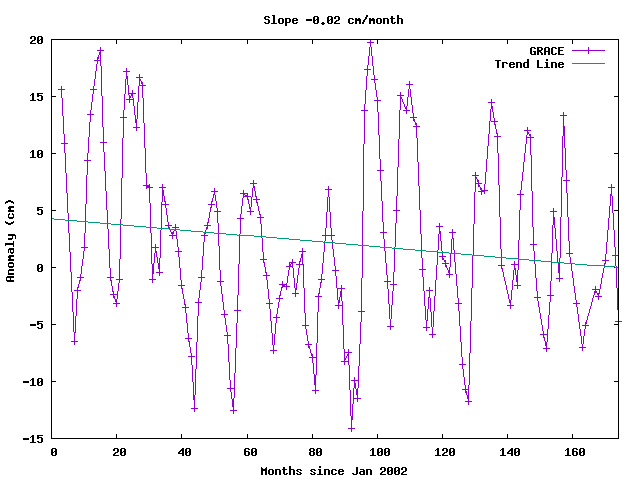 Slope -0.02 cm/month
20
15
10
5
0
-5
-10
-15
Anomaly (cm)
GRACE
Trend Line
0 20 40 60 80 100 120 140 160
Months since Jan 2002